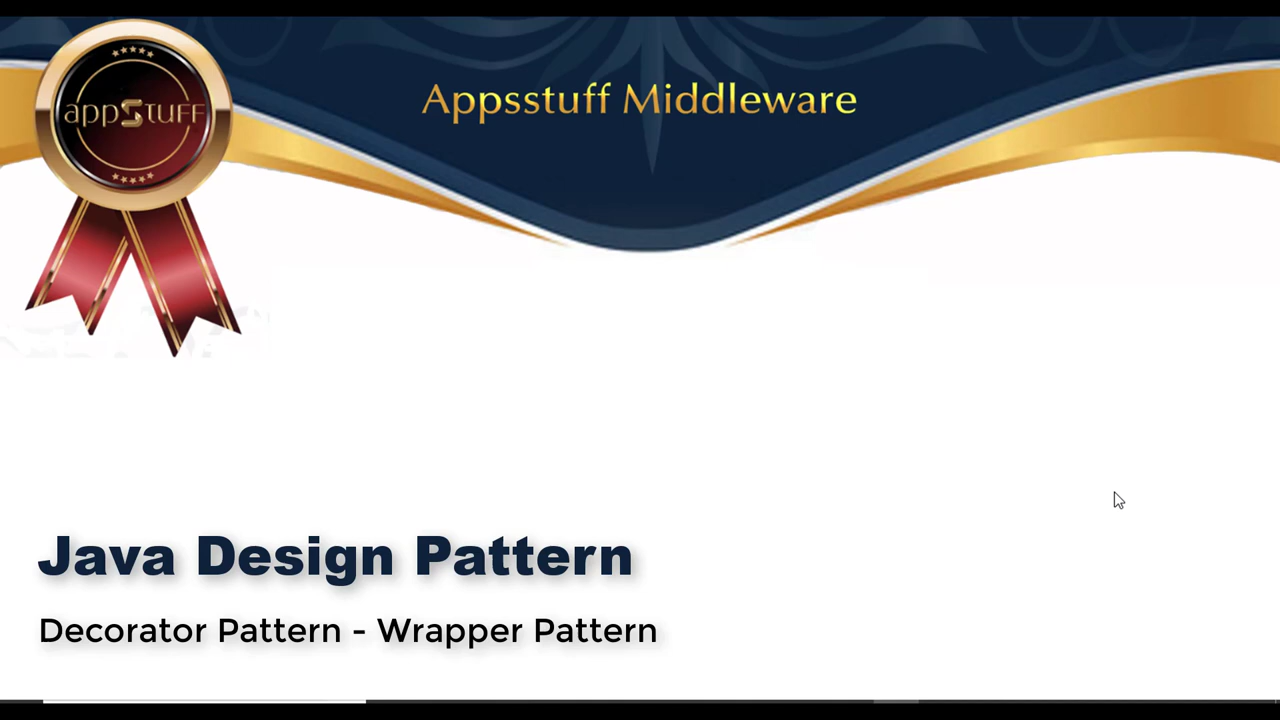 appStuff
Appsstuff Middleware
Java Design Pattern
Decorator Pattern - Wrapper Pattern